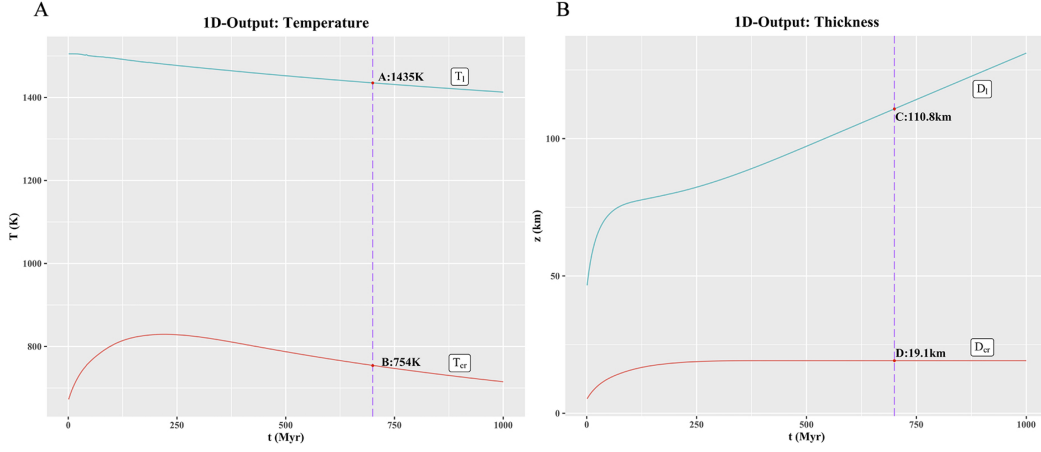 A
1D-Output: Temperature
T (K)
1400
1200
1000
800
A:1435K
T_l
B:754K
T_cr
0
250
500
750
1000
t (Myr)
B
1D-Output: Thickness
z (km)
100
50
0
D_l
C:110.8km
D:19.1km
D_cr
0
250
500
750
1000
t (Myr)